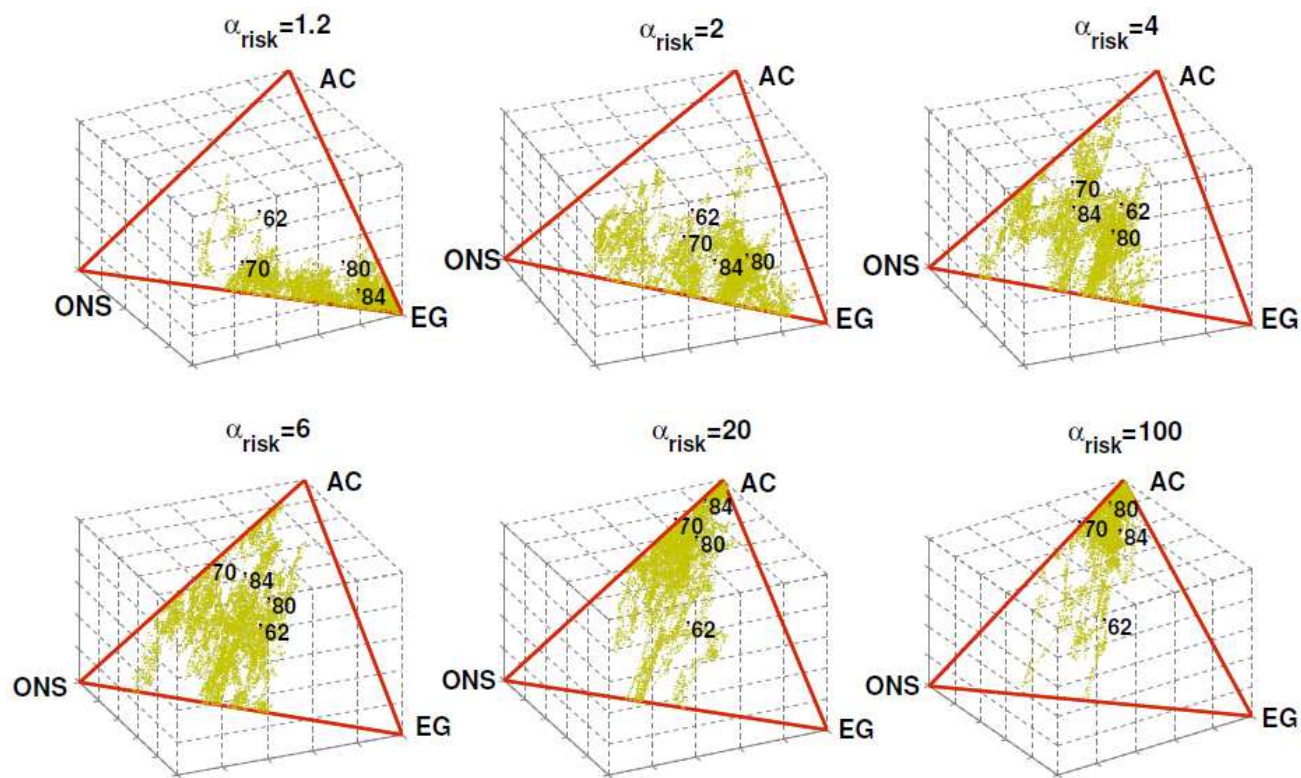 α_risk=1.2
AC
'62
'70
'80
'84
ONS
EG
α_risk=2
AC
'62
'70
'84 '80
ONS
EG
α_risk=4
AC
'70
'84 '62
'80
ONS
EG
α_risk=6
AC
70
'84
'80
'62
ONS
EG
α_risk=20
AC
'84
'70
'80
'62
ONS
EG
α_risk=100
AC
'80
'70
'84
'62
ONS
EG